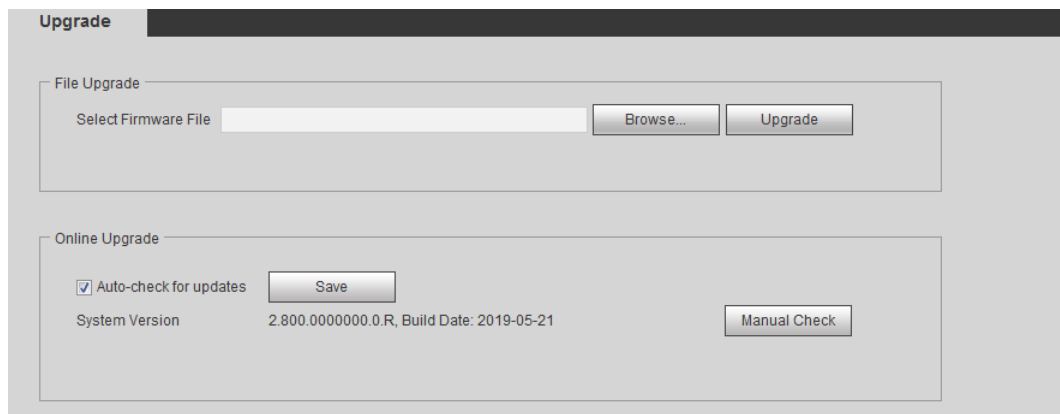 Upgrade
File Upgrade
Select Firmware File Browse... Upgrade
Online Upgrade
Auto-check for updates Save
System Version 2.800.0000000.0.R, Build Date: 2019-05-21 Manual Check